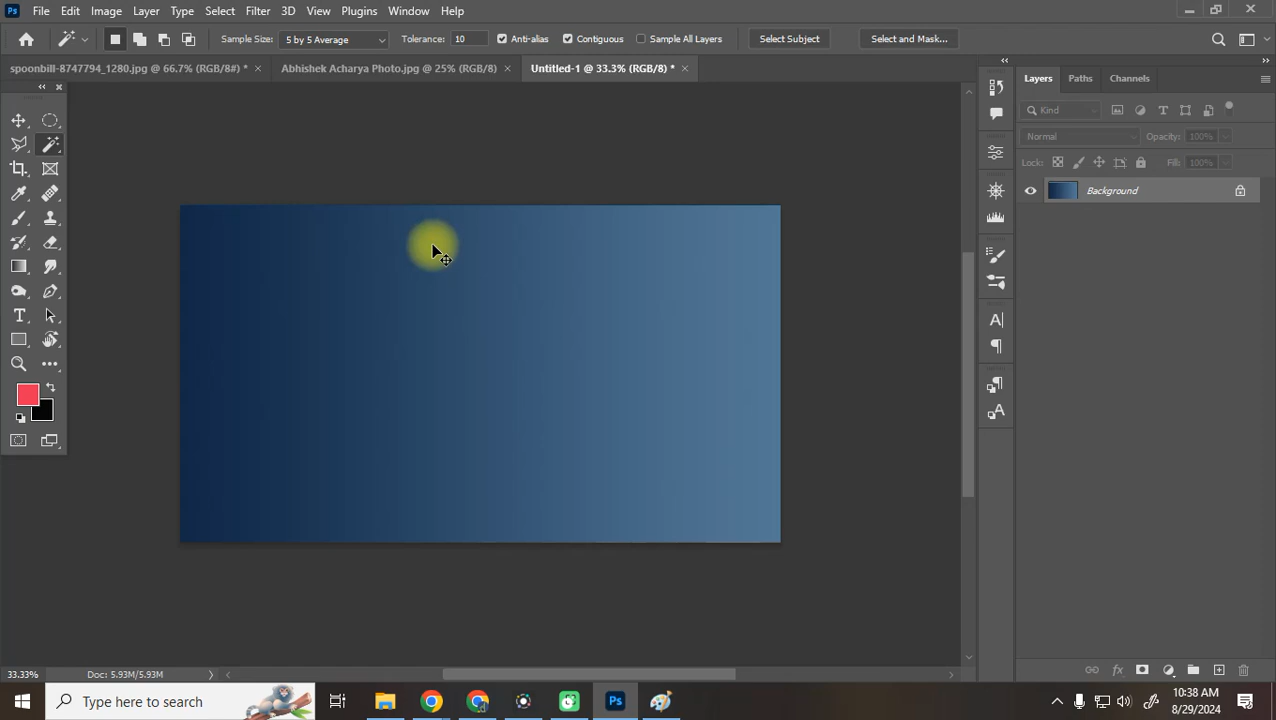 Ps File Edit Image Layer Type Select Filter 3D View Plugins Window Help
Sample Size: 5 by 5 Average Tolerance: 10 Anti-alias Contiguous Sample All Layers Select Subject Select and Mask...
spoonbill-8747794_1280.jpg @ 66.7% (RGB/8#) * × Abhishek Acharya Photo.jpg @ 25% (RGB/8) × Untitled-1 @ 33.3% (RGB/8) * ×
Layers Paths Channels
Kind
Normal Opacity: 100%
Lock: Fill: 100%
Background
33.33% Doc: 5.93M/5.93M
Type here to search
Ps
10:38 AM
8/29/2024